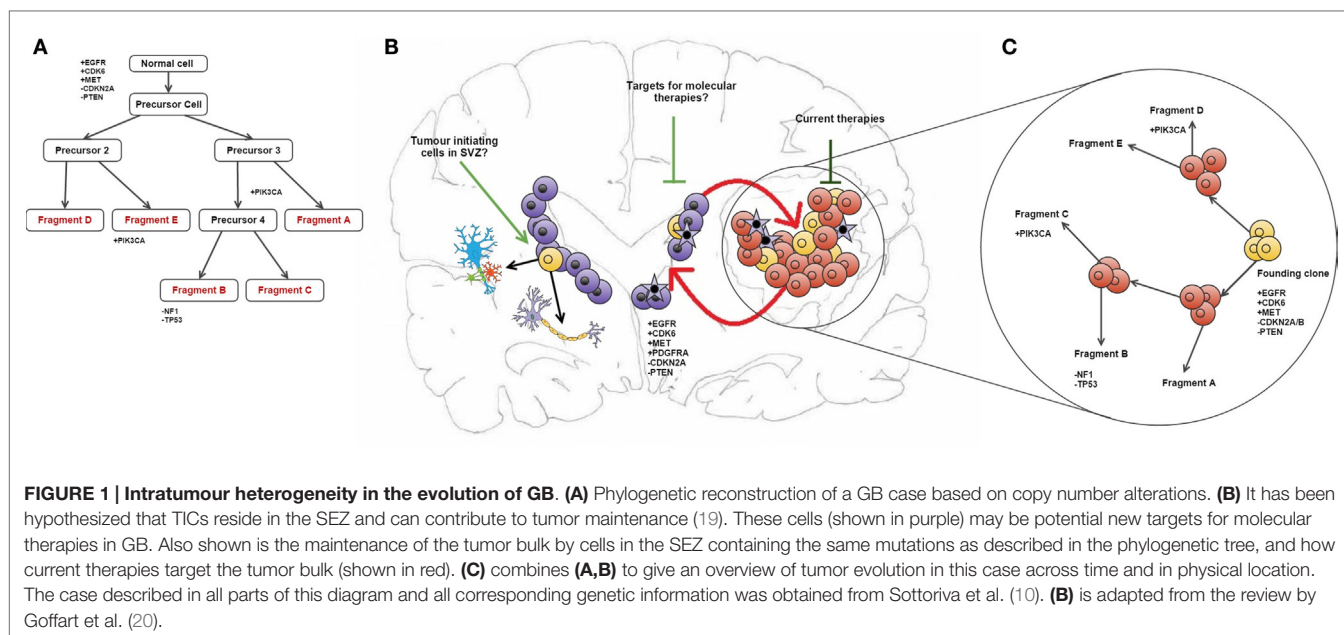 A
+EGFR
+CDK6
+MET
-CDKN2A
-PTEN
Normal cell
Precursor Cell
Precursor 2
Precursor 3
+PIK3CA
Fragment D
Fragment E
Precursor 4
Fragment A
+PIK3CA
Fragment B
Fragment C
-NF1
-TP53
B
Targets for molecular
therapies?
Tumour initiating
cells in SVZ?
Current therapies
+EGFR
+CDK6
+MET
+PDGFRA
-CDKN2A
-PTEN
C
Fragment D
+PIK3CA
Fragment E
Fragment C
+PIK3CA
Founding clone
+EGFR
+CDK6
+MET
-CDKN2A/B
-PTEN
Fragment B
-NF1
-TP53
Fragment A
FIGURE 1 | Intratumour heterogeneity in the evolution of GB. (A) Phylogenetic reconstruction of a GB case based on copy number alterations. (B) It has been
hypothesized that TICs reside in the SEZ and can contribute to tumor maintenance (19). These cells (shown in purple) may be potential new targets for molecular
therapies in GB. Also shown is the maintenance of the tumor bulk by cells in the SEZ containing the same mutations as described in the phylogenetic tree, and how
current therapies target the tumor bulk (shown in red). (C) combines (A,B) to give an overview of tumor evolution in this case across time and in physical location.
The case described in all parts of this diagram and all corresponding genetic information was obtained from Sottoriva et al. (10). (B) is adapted from the review by
Goffart et al. (20).